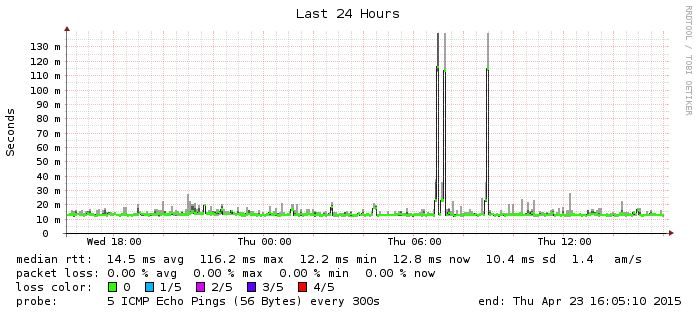 Last 24 Hours
RRDTOOL / TOBI OETIKER
Seconds
130 m
120 m
110 m
100 m
90 m
80 m
70 m
60 m
50 m
40 m
30 m
20 m
10 m
0
Wed 18:00 Thu 00:00 Thu 06:00 Thu 12:00
median rtt: 14.5 ms avg 116.2 ms max 12.2 ms min 12.8 ms now 10.4 ms sd 1.4 am/s
packet loss: 0.00 % avg 0.00 % max 0.00 % min 0.00 % now
loss color: 0 1/5 2/5 3/5 4/5
probe: 5 ICMP Echo Pings (56 Bytes) every 300s end: Thu Apr 23 16:05:10 2015